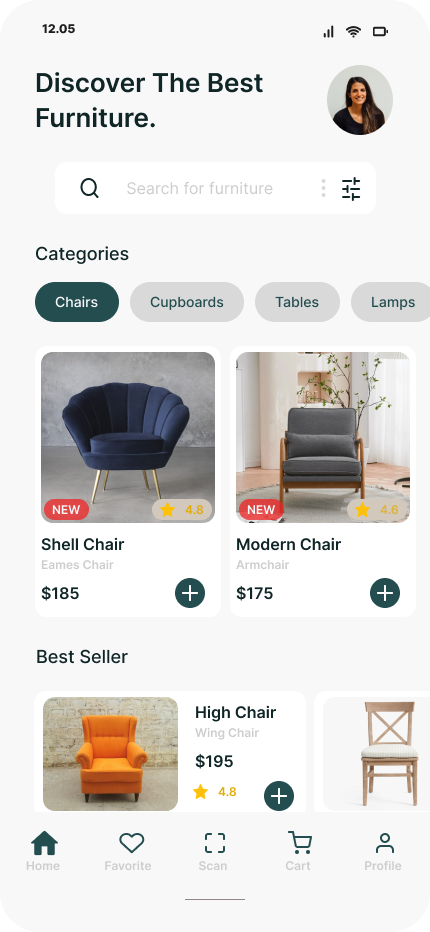 12.05
Discover The Best
Furniture.
Search for furniture
Categories
Chairs
Cupboards
Tables
Lamps
NEW
4.8
NEW
4.6
Shell Chair
Eames Chair
$185
Modern Chair
Armchair
$175
Best Seller
High Chair
Wing Chair
$195
4.8
Home
Favorite
Scan
Cart
Profile